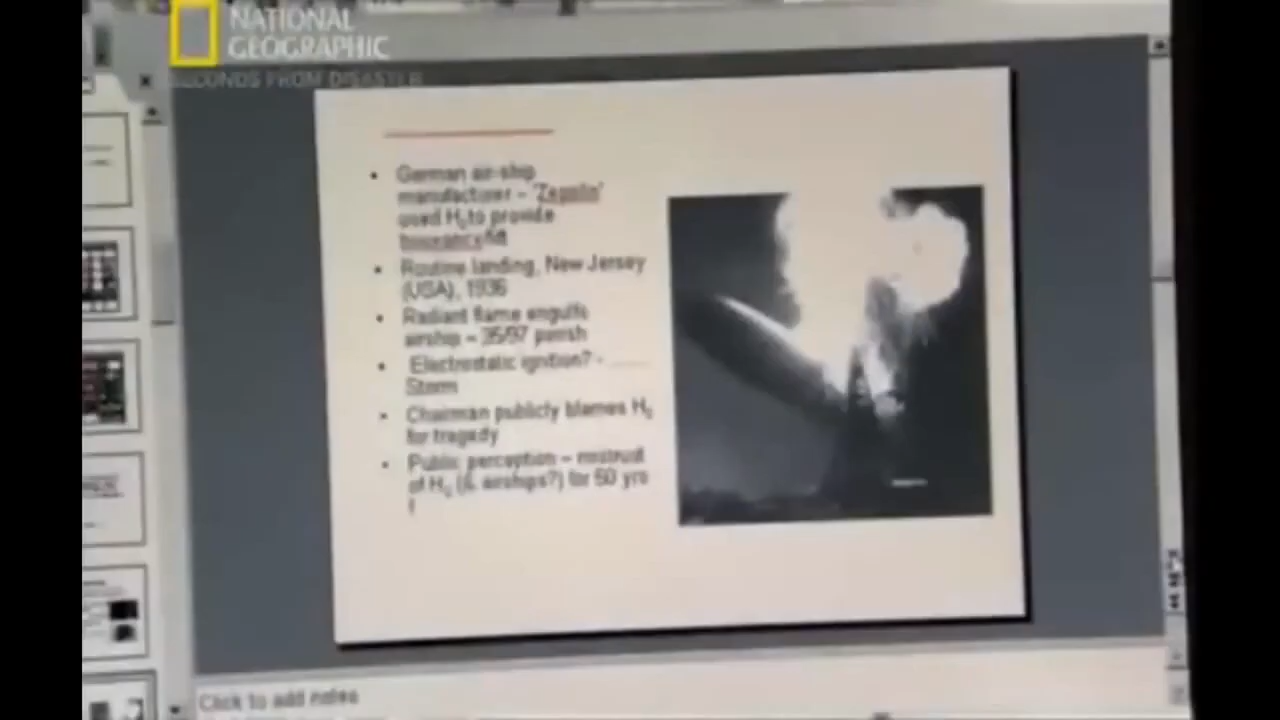 NATIONAL
GEOGRAPHIC
SECONDS FROM DISASTER
• German air-ship
manufacturer – 'Zepplin'
used H2 to provide
lift
• Routine landing, New Jersey
(USA), 1936
• Radiant flame engulfs
airship – 35/97 perish
• Electrostatic ignition? -
Storm
• Chairman publicly blames H2
for tragedy
• Public perception – mistrust
of H2 (& airships?) for 50 yrs
!
Click to add notes